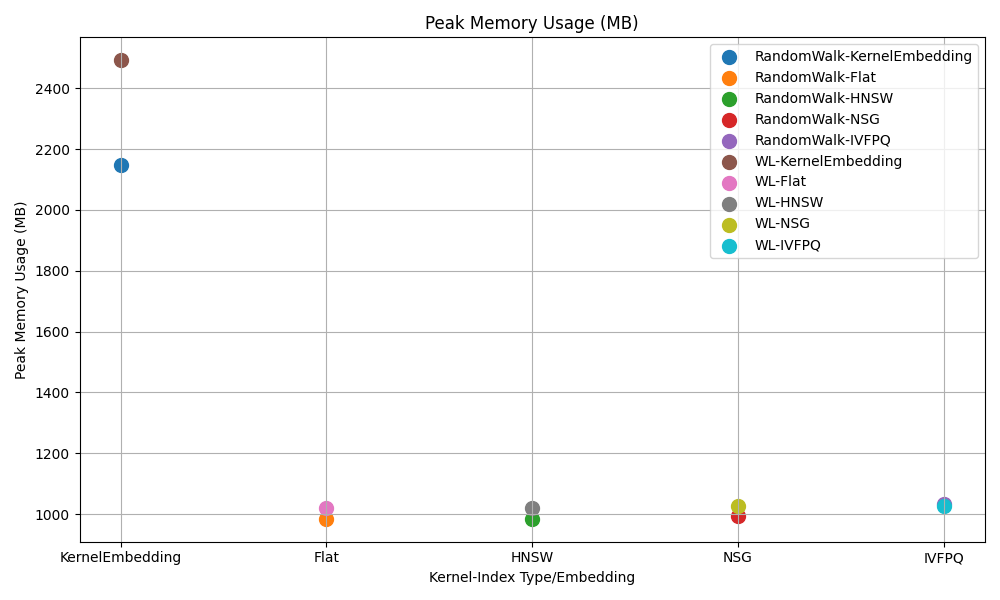 Peak Memory Usage (MB)
RandomWalk-KernelEmbedding
RandomWalk-Flat
RandomWalk-HNSW
RandomWalk-NSG
RandomWalk-IVFPQ
WL-KernelEmbedding
WL-Flat
WL-HNSW
WL-NSG
WL-IVFPQ
Peak Memory Usage (MB)
2400
2200
2000
1800
1600
1400
1200
1000
KernelEmbedding
Flat
HNSW
NSG
IVFPQ
Kernel-Index Type/Embedding